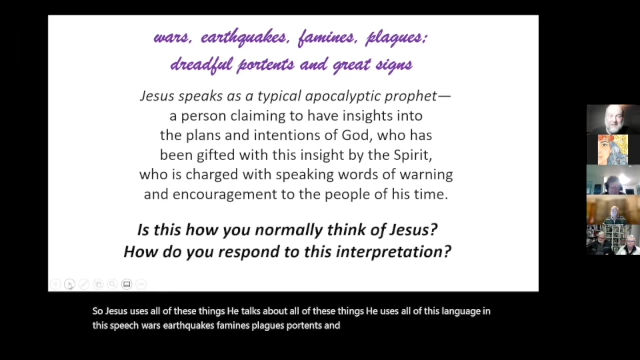 wars, earthquakes, famines, plagues;
dreadful portents and great signs
Jesus speaks as a typical apocalyptic prophet—
a person claiming to have insights into
the plans and intentions of God, who has
been gifted with this insight by the Spirit,
who is charged with speaking words of warning
and encouragement to the people of his time.
Is this how you normally think of Jesus?
How do you respond to this interpretation?
So Jesus uses all of these things He talks about all of these things He uses all of this language in
this speech wars earthquakes famines plagues portents and